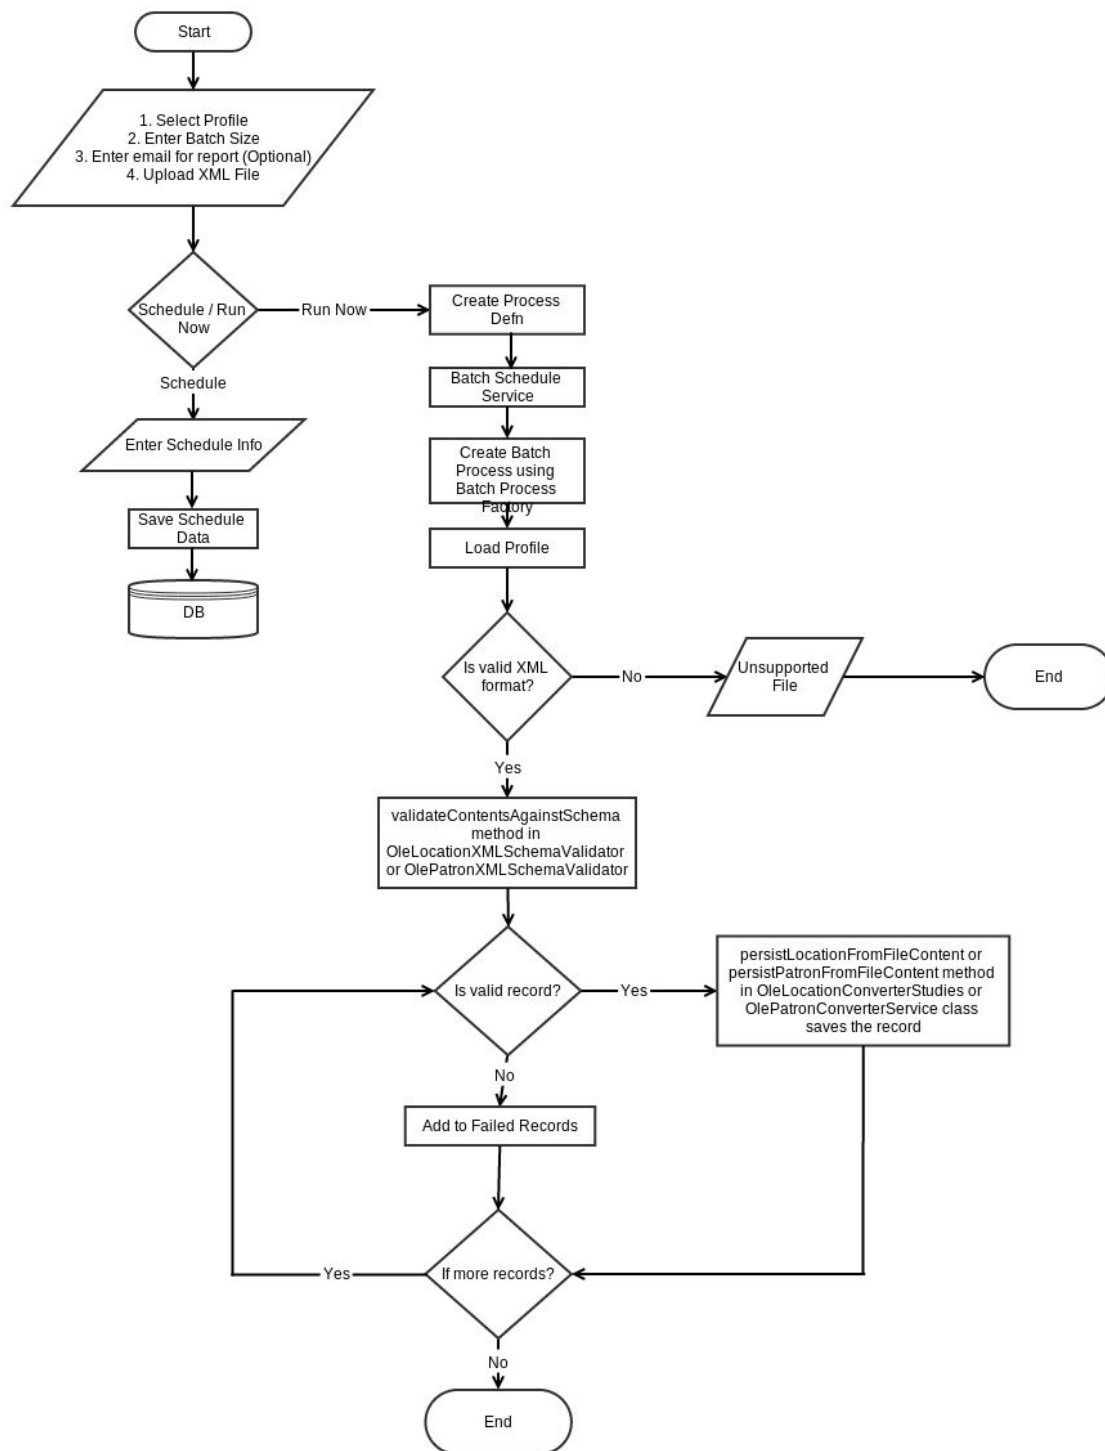 Start
1. Select Profile
2. Enter Batch Size
3. Enter email for report (Optional)
4. Upload XML File
Schedule / Run
Now
Run Now
Create Process
Defn
Batch Schedule
Service
Schedule
Enter Schedule Info
Create Batch
Process using
Batch Process
Factory
Save Schedule
Data
Load Profile
DB
Is valid XML
format?
No
Unsupported
File
End
Yes
validateContentsAgainstSchema
method in
OleLocationXMLSchemaValidator
or OlePatronXMLSchemaValidator
Is valid record?
Yes
persistLocationFromFileContent or
persistPatronFromFileContent method
in OleLocationConverterStudies or
OlePatronConverterService class
saves the record
No
Add to Failed Records
If more records?
Yes
No
End